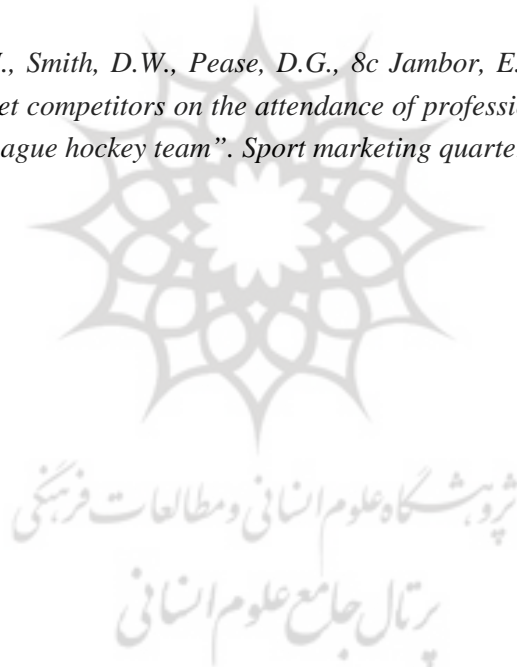 ., Smith, D.W., Pease, D.G., 8c Jambor, E.
et competitors on the attendance of professio
ague hockey team”. Sport marketing quarte
پژوهشگاه علوم انسانی و مطالعات فرهنگی
پرتال جامع علوم انسانی